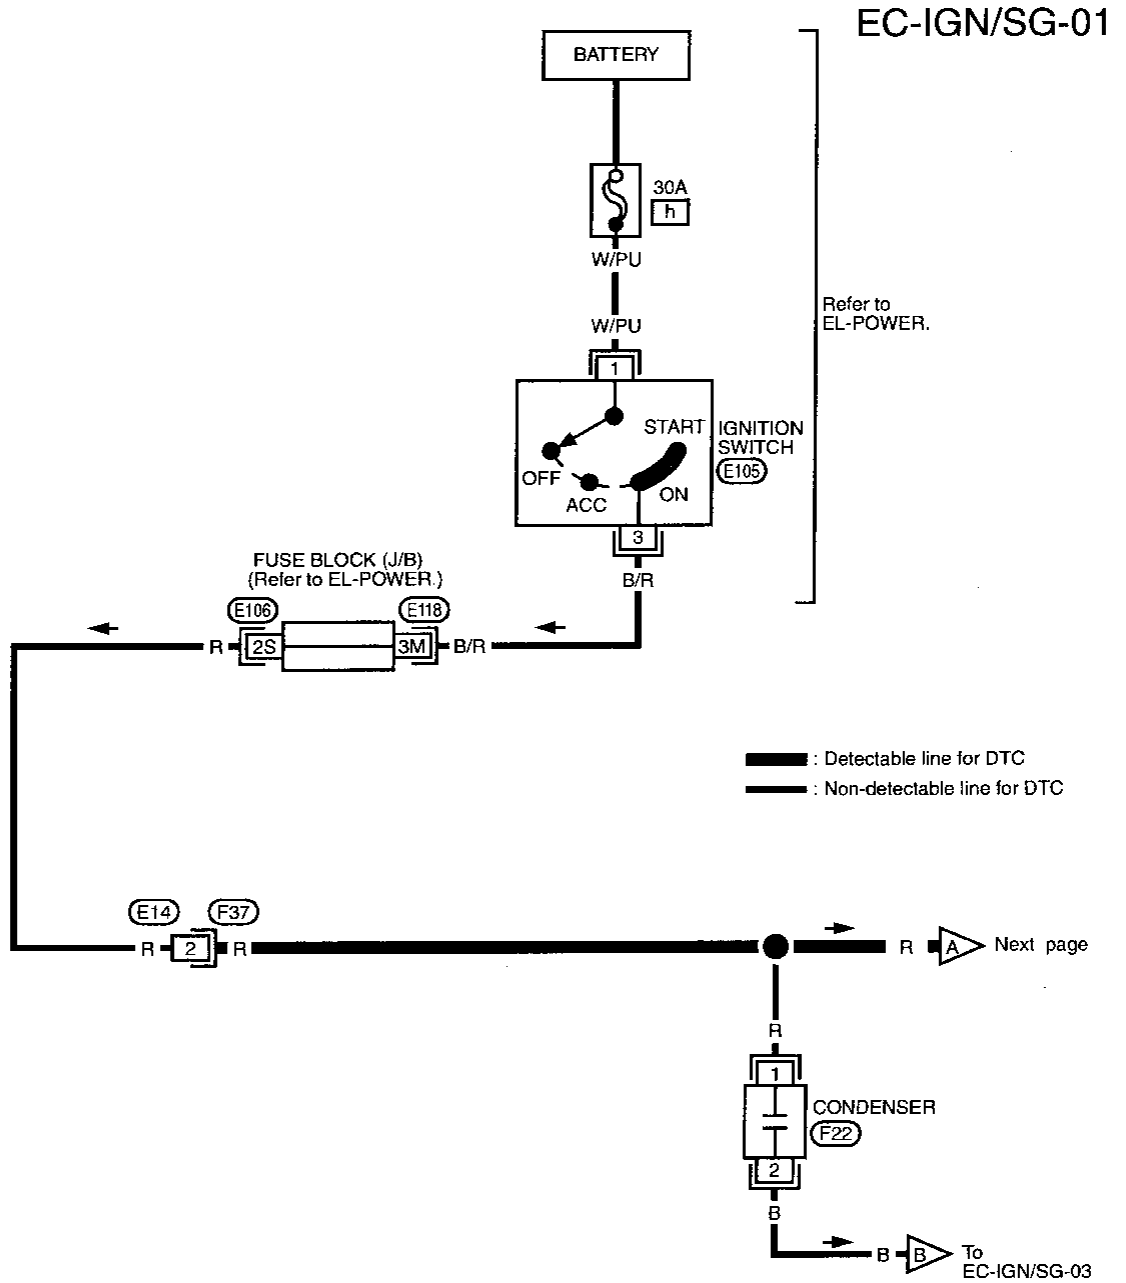 EC-IGN/SG-01
BATTERY
30A
h
W/PU
W/PU
Refer to
EL-POWER.
1
START
IGNITION
SWITCH
E105
OFF
ACC
ON
3
B/R
FUSE BLOCK (J/B)
(Refer to EL-POWER.)
E106
E118
R
2S
3M
B/R
: Detectable line for DTC
: Non-detectable line for DTC
E14
F37
R
2
R
R
A
Next page
R
1
CONDENSER
F22
2
B
B
B
To
EC-IGN/SG-03